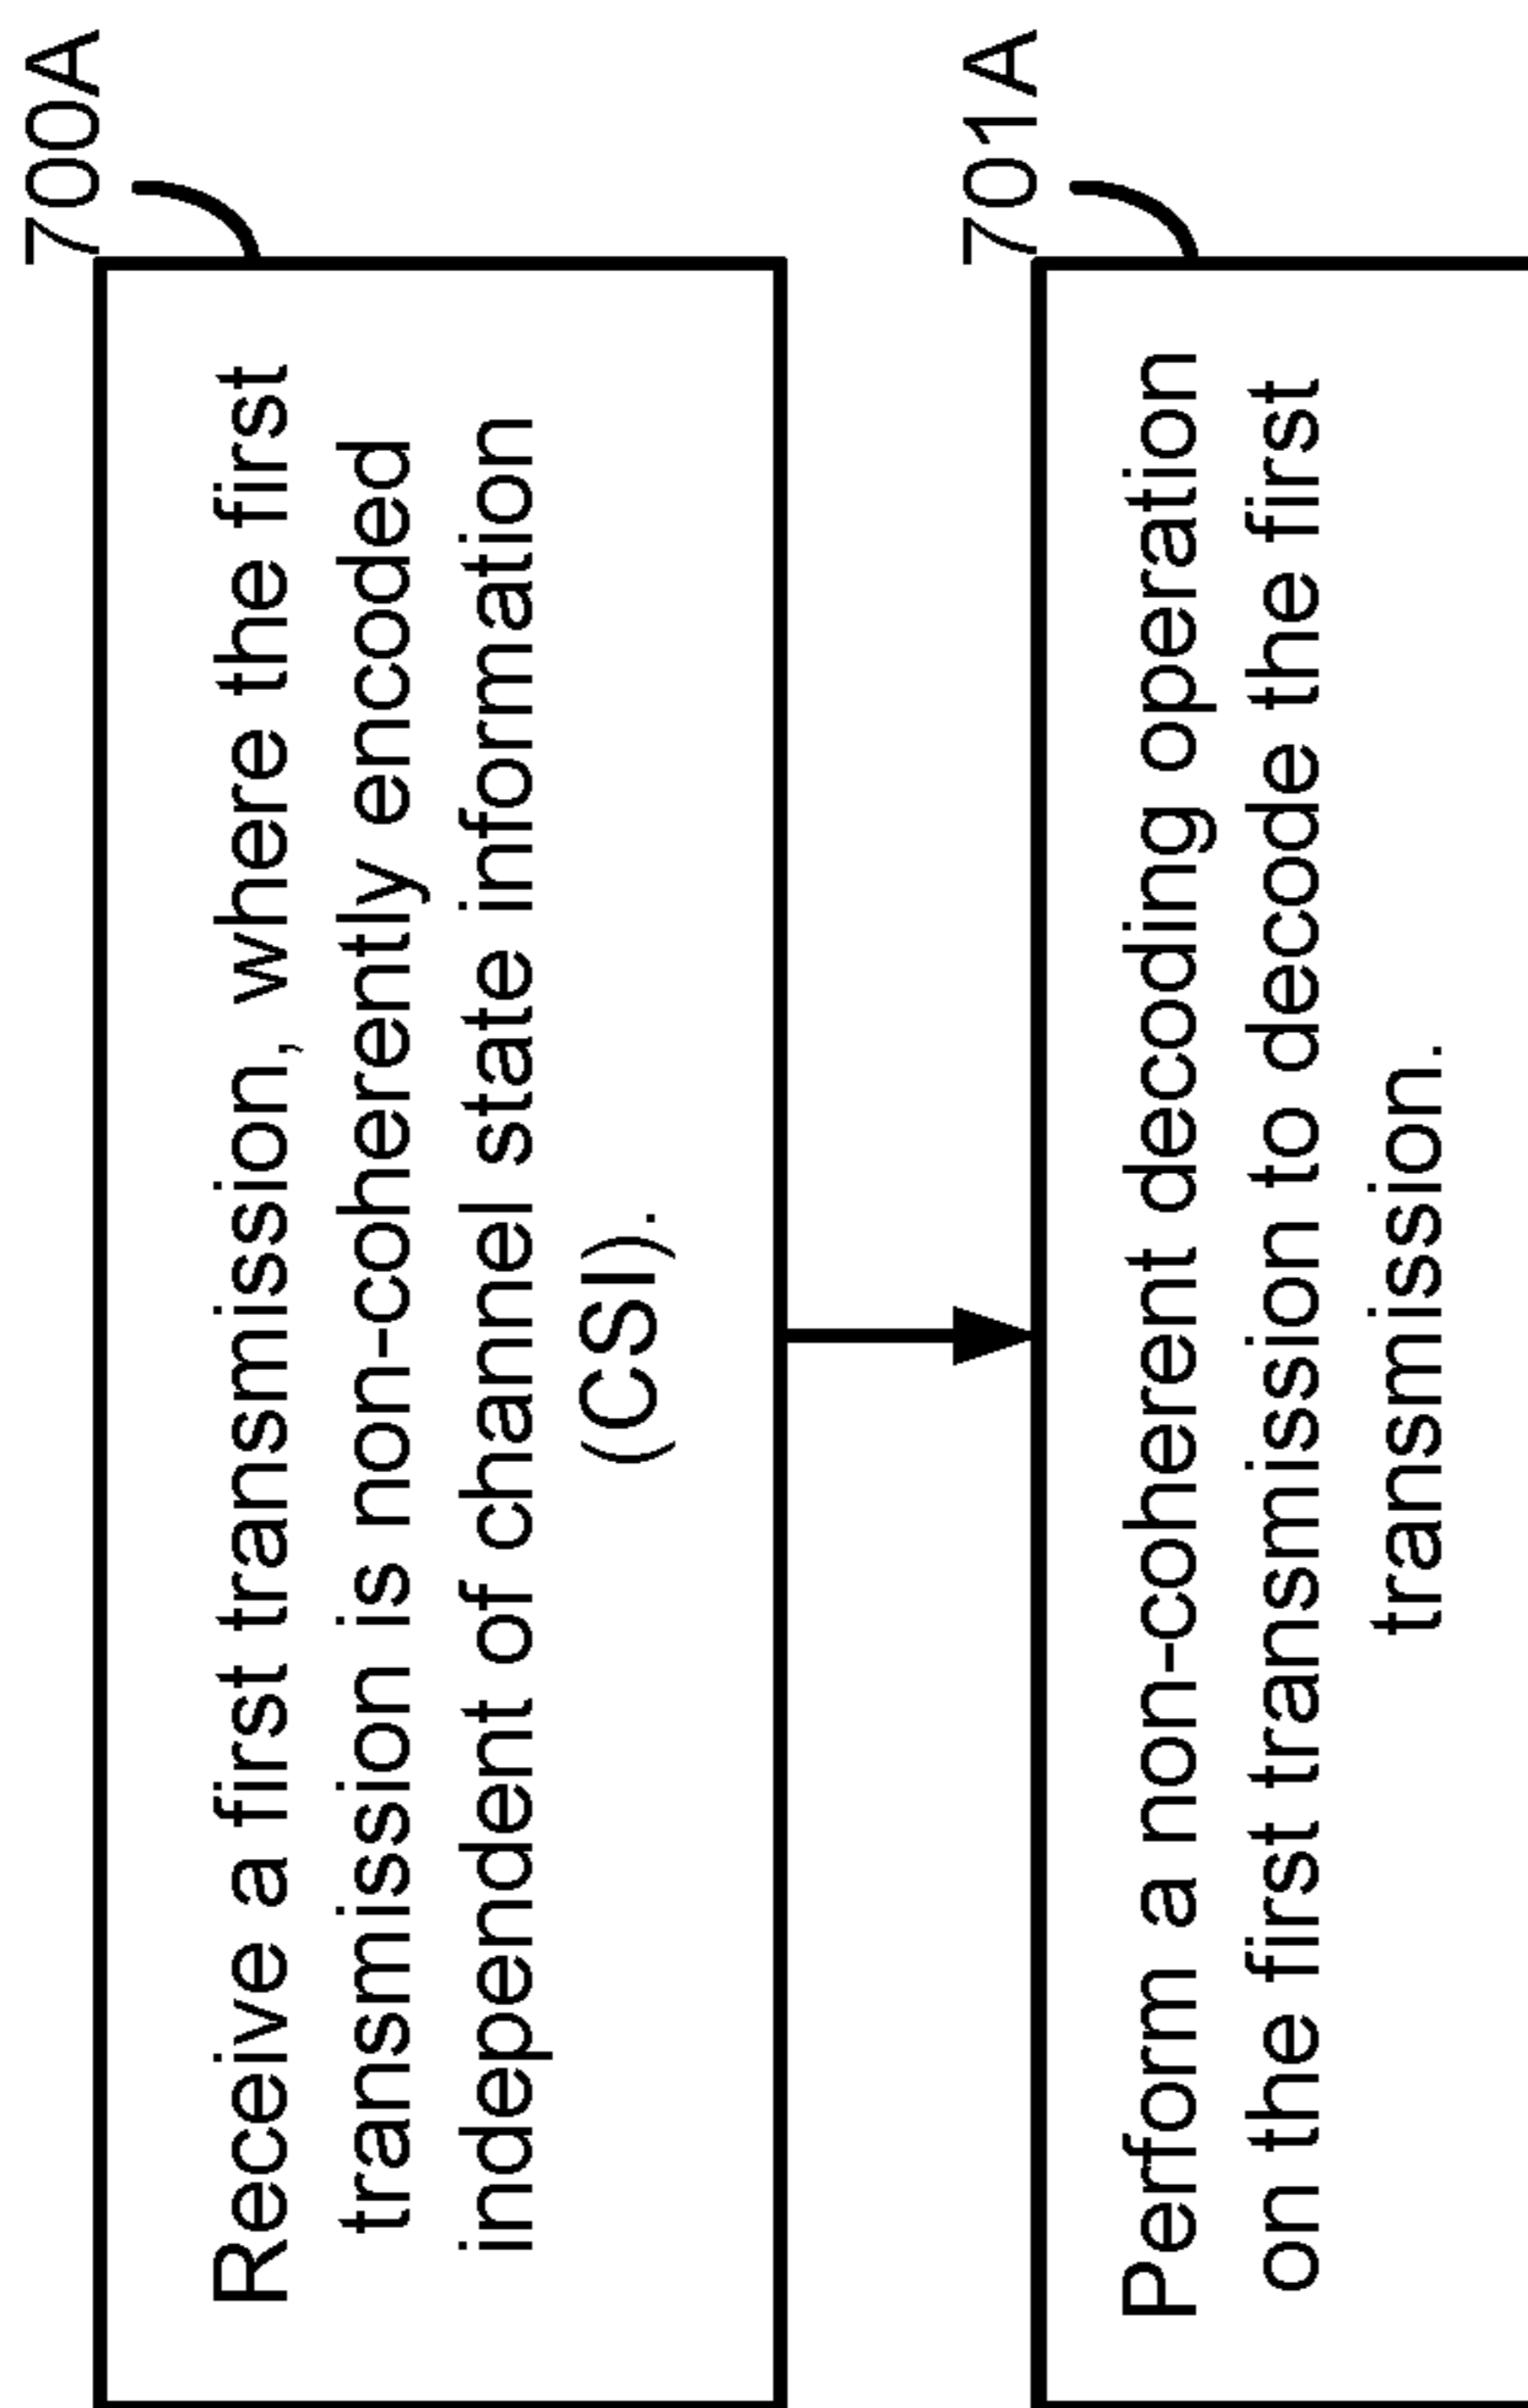 700A
Receive a first transmission, where the first
transmission is non-coherently encoded
independent of channel state information
(CSI).
701A
Perform a non-coherent decoding operation
on the first transmission to decode the first
transmission.